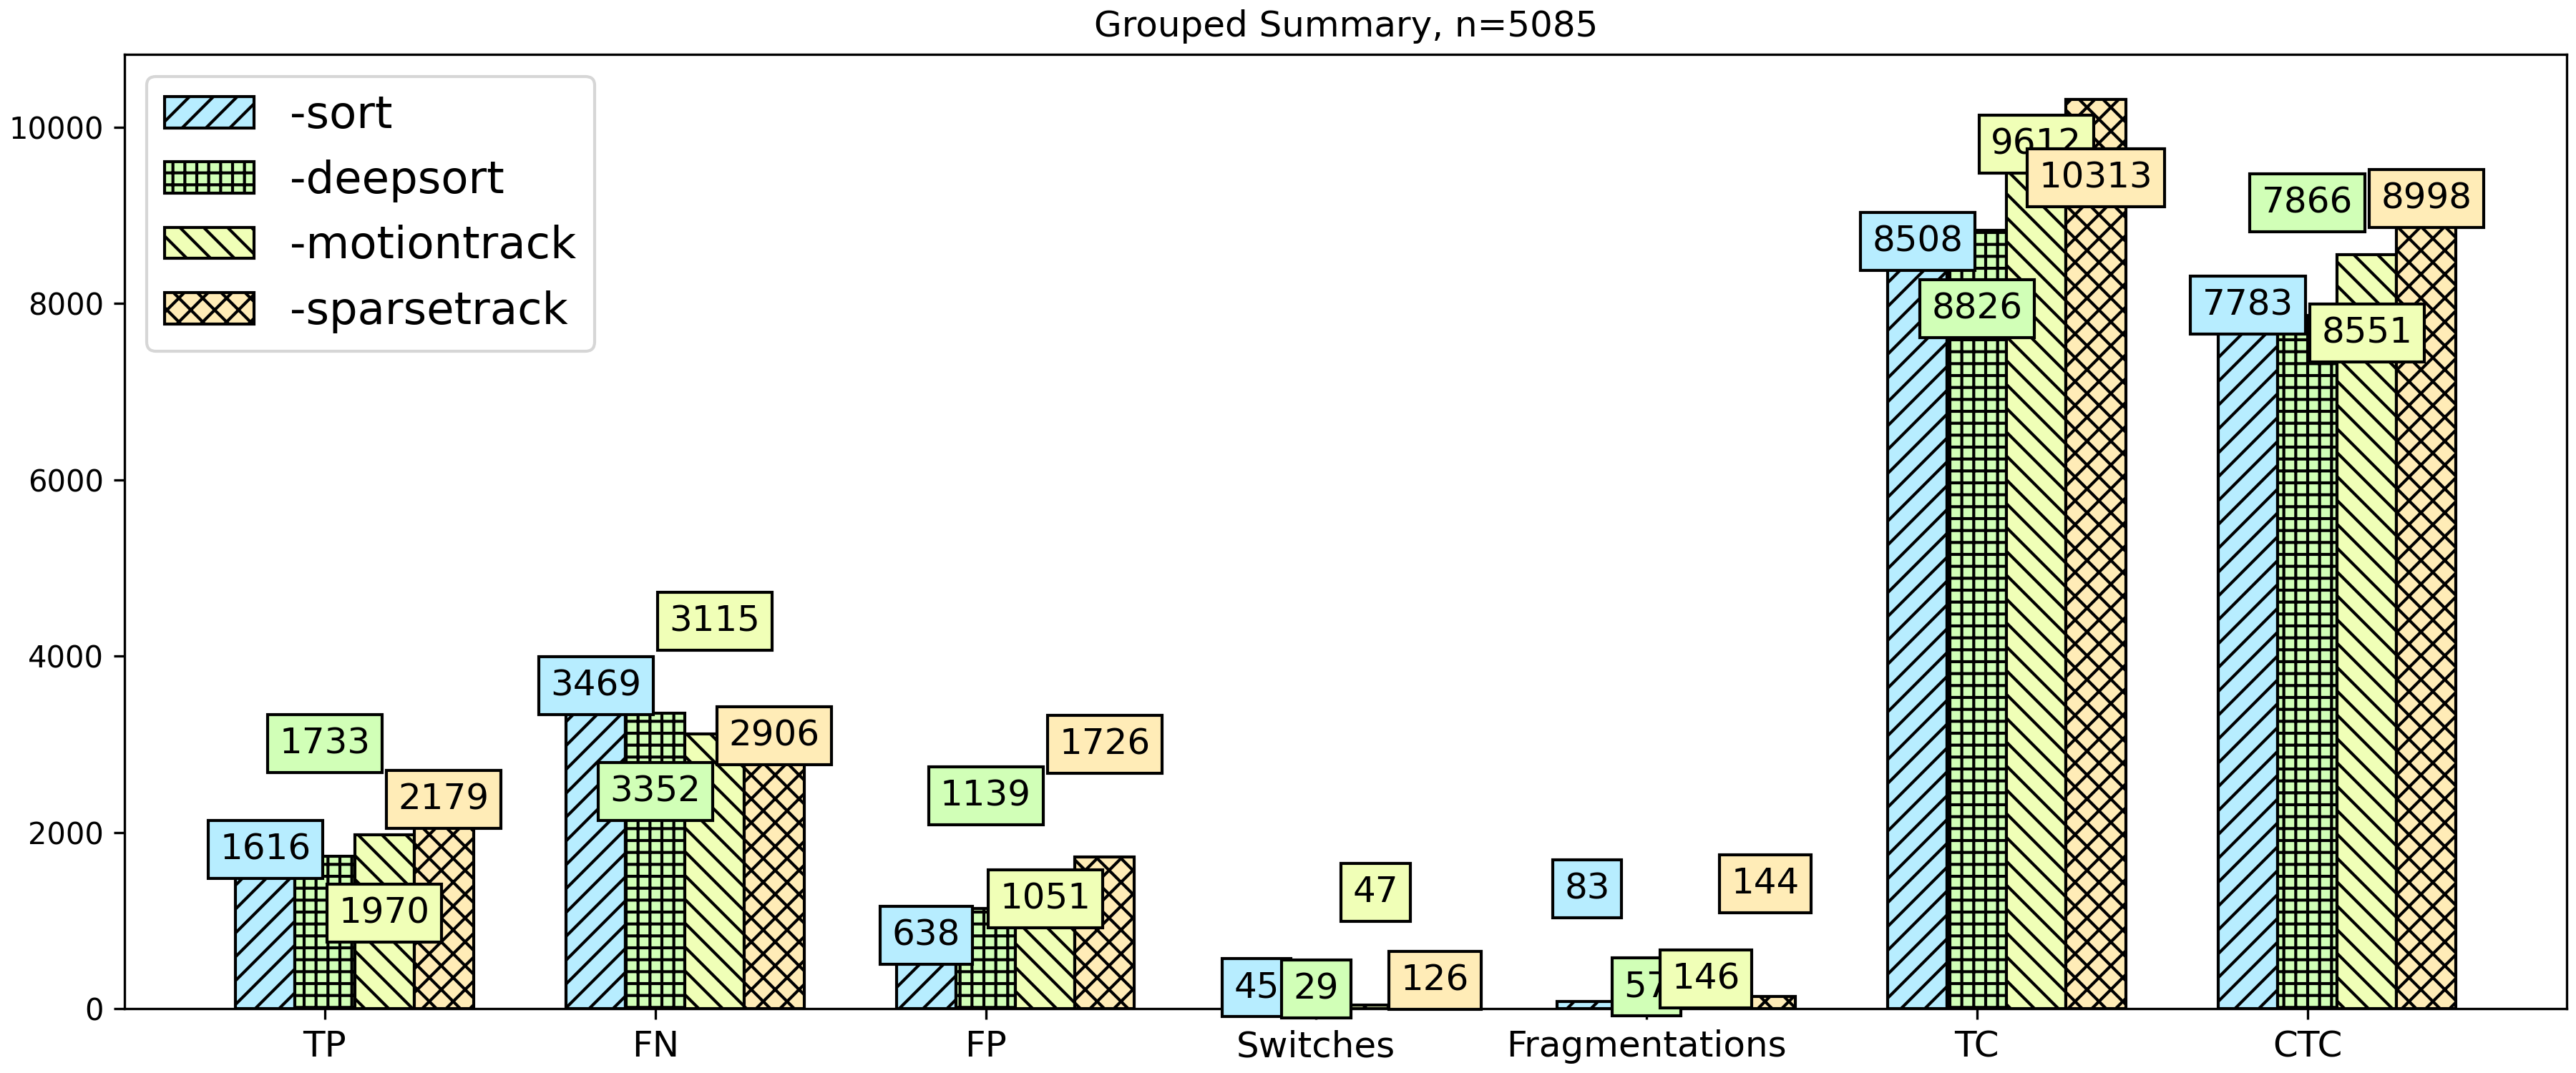 Grouped Summary, n=5085
-sort
-deepsort
-motiontrack
-sparsetrack
10000
8000
6000
4000
2000
0
1616
1733
1970
2179
3469
3352
3115
2906
638
1139
1051
1726
45
29
47
126
83
57
146
144
8508
8826
9612
10313
7783
7866
8551
8998
TP
FN
FP
Switches
Fragmentations
TC
CTC